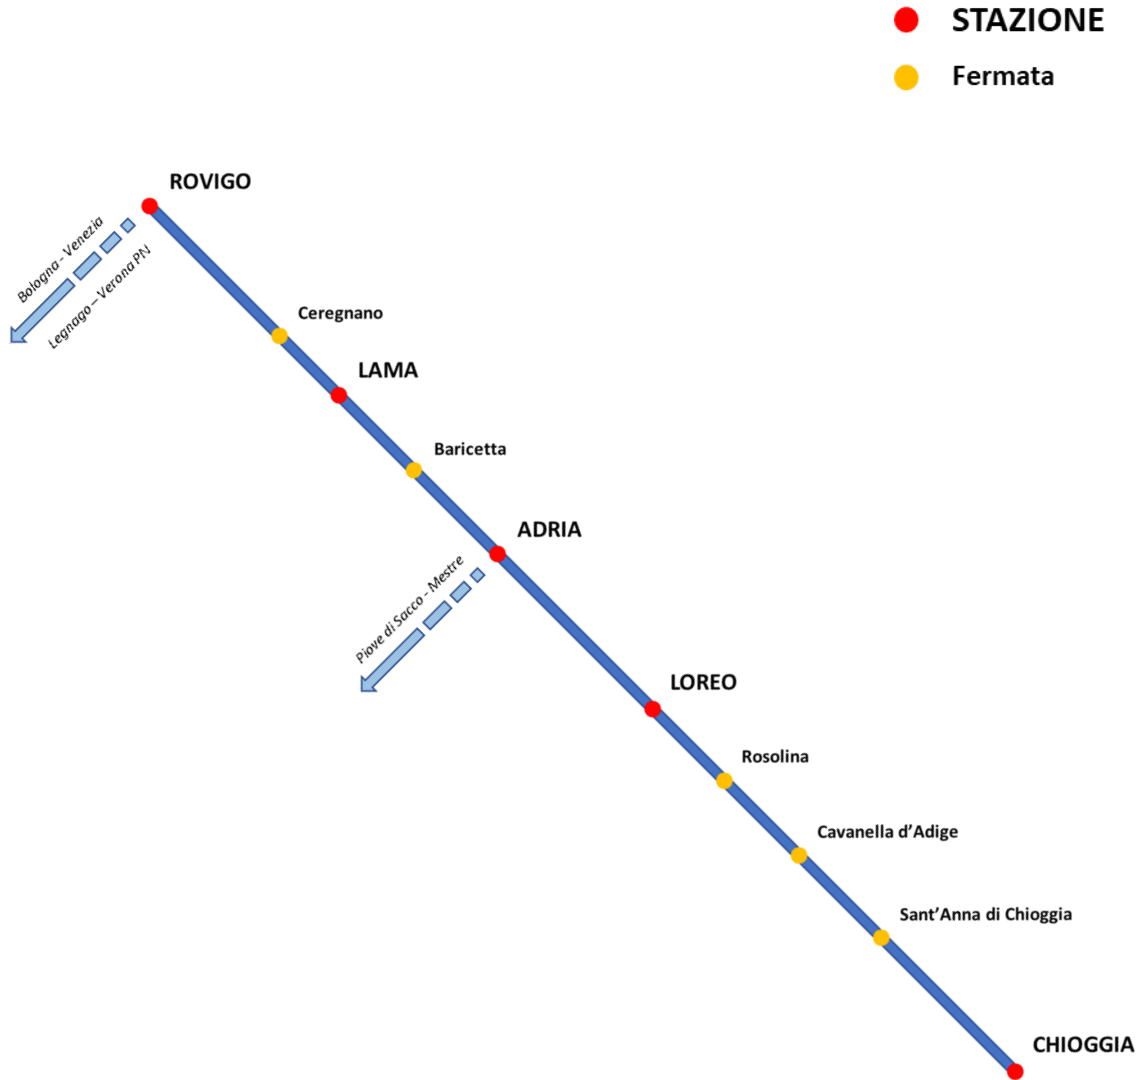 STAZIONE
Fermata
ROVIGO
Bologna - Venezia
Legnago – Verona PN
Ceregnano
LAMA
Baricetta
ADRIA
Piove di Sacco - Mestre
LOREO
Rosolina
Cavanella d’Adige
Sant’Anna di Chioggia
CHIOGGIA